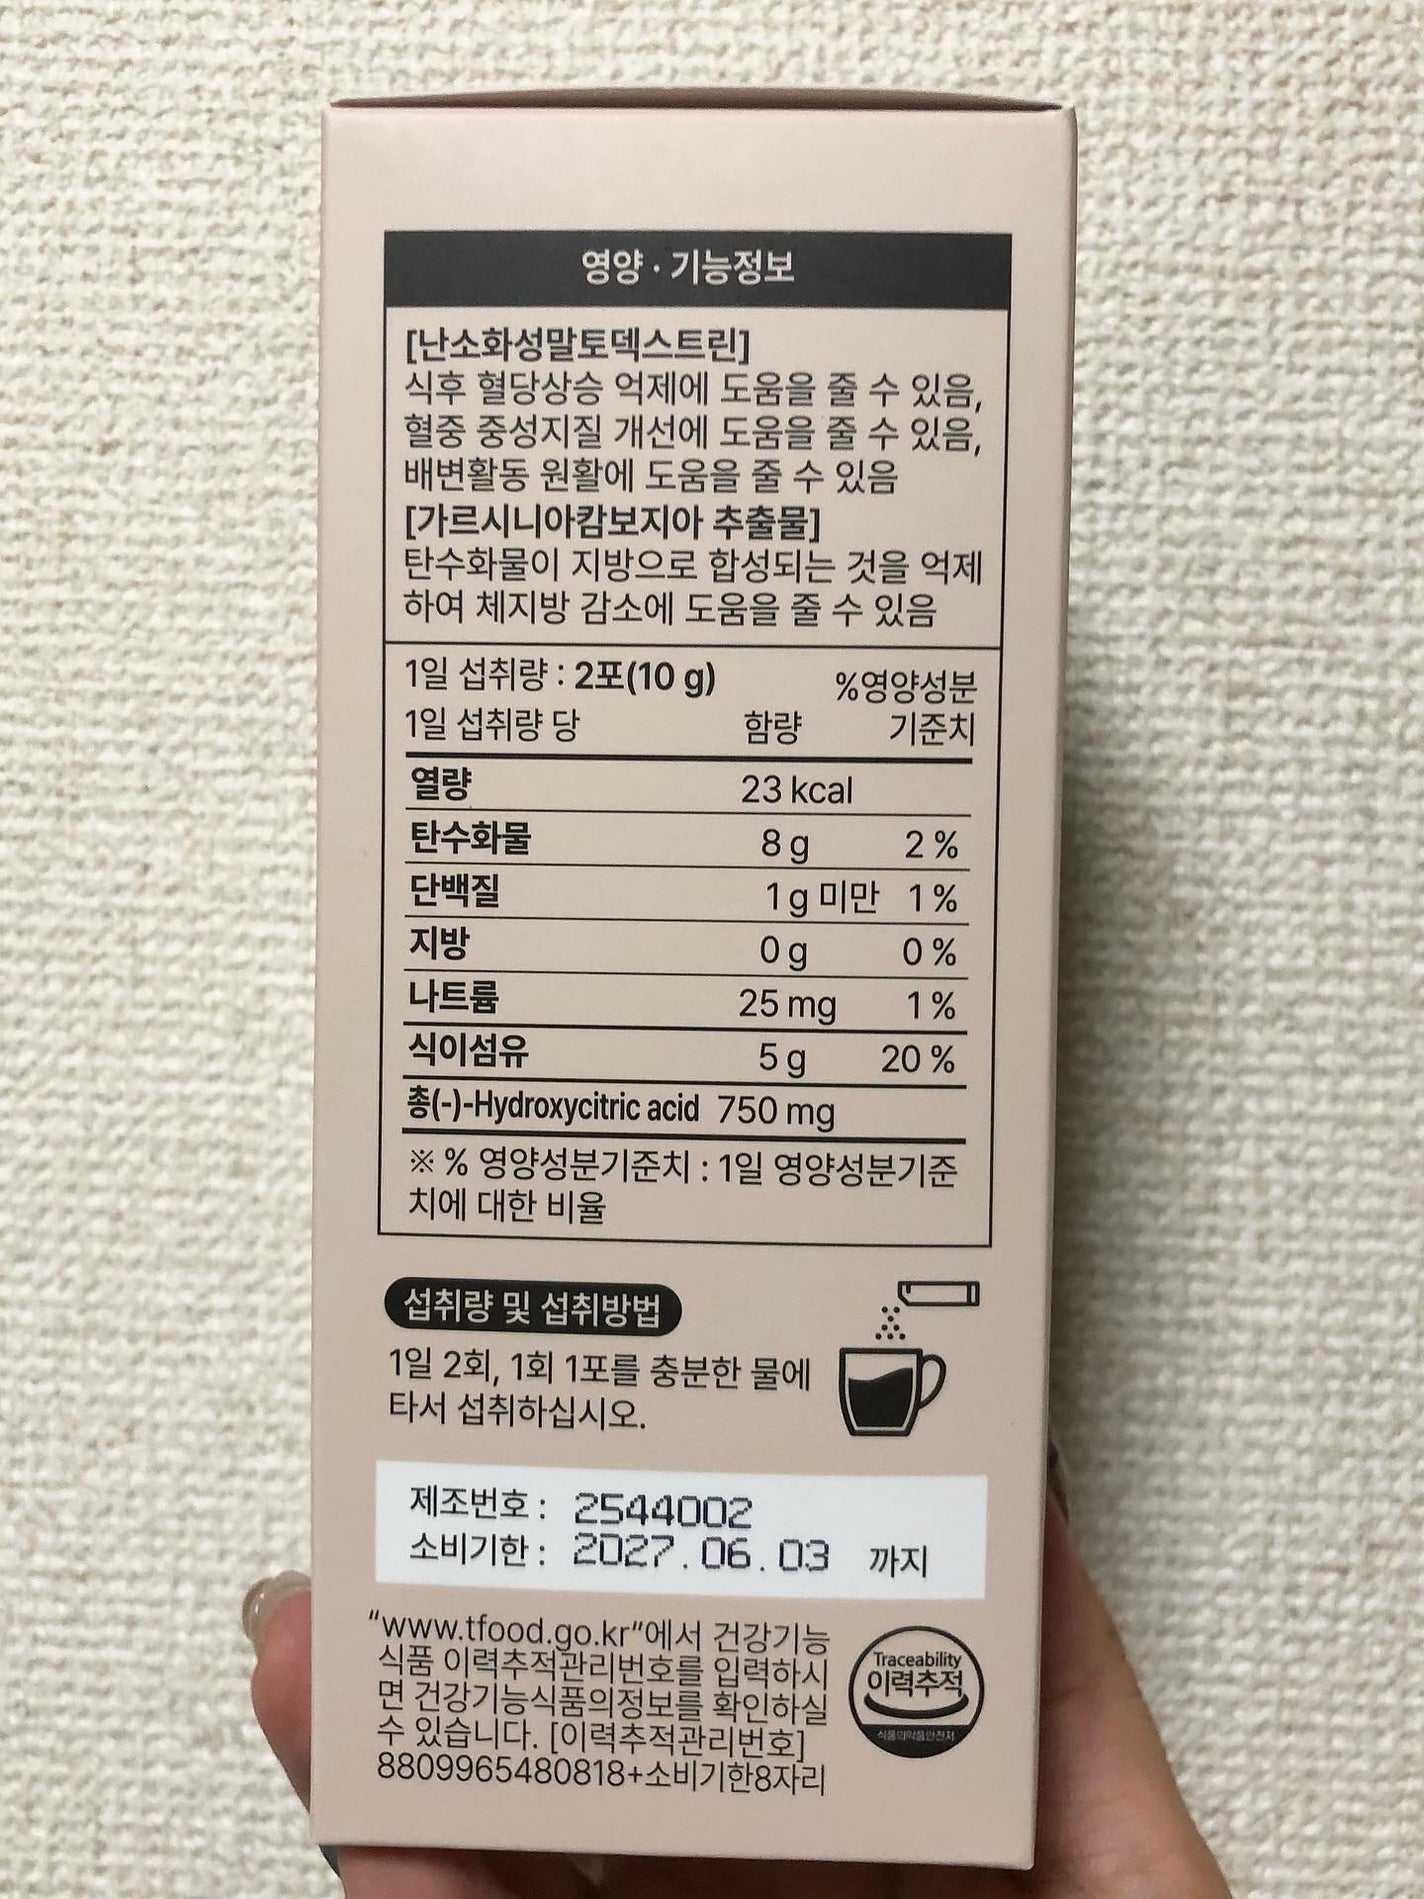 영양 · 기능정보
[난소화성말토덱스트린]
식후 혈당상승 억제에 도움을 줄 수 있음,
혈중 중성지질 개선에 도움을 줄 수 있음,
배변활동 원활에 도움을 줄 수 있음
[가르시니아캄보지아 추출물]
탄수화물이 지방으로 합성되는 것을 억제
하여 체지방 감소에 도움을 줄 수 있음
1일 섭취량 : 2포(10 g)
%영양성분
1일 섭취량 당 함량 기준치
열량 23 kcal
탄수화물 8 g 2 %
단백질 1 g 미만 1 %
지방 0 g 0 %
나트륨 25 mg 1 %
식이섬유 5 g 20 %
총(-)-Hydroxycitric acid 750 mg
※ % 영양성분기준치 : 1일 영양성분기준
치에 대한 비율
섭취량 및 섭취방법
1일 2회, 1회 1포를 충분한 물에
타서 섭취하십시오.
제조번호 : 2544002
소비기한 : 2027.06.03 까지
"www.tfood.go.kr"에서 건강기능
식품 이력추적관리번호를 입력하시
면 건강기능식품의정보를 확인하실
수 있습니다. [이력추적관리번호]
8809965480818+소비기한8자리
Traceability
이력추적
식품의약품안전처